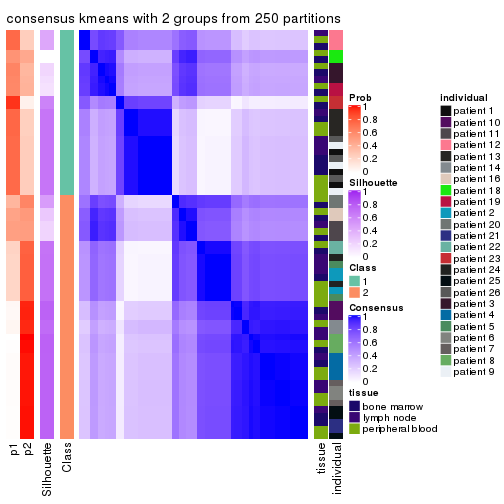 consensus kmeans with 2 groups from 250 partitions
Prob
1
0.8
0.6
0.4
0.2
0
Silhouette
1
0.8
0.6
0.4
0.2
0
Class
1
2
Consensus
1
0.8
0.6
0.4
0.2
0
tissue
bone marrow
lymph node
peripheral blood
individual
patient 1
patient 10
patient 11
patient 12
patient 13
patient 14
patient 16
patient 18
patient 19
patient 2
patient 20
patient 21
patient 22
patient 23
patient 24
patient 25
patient 26
patient 3
patient 4
patient 5
patient 6
patient 7
patient 8
patient 9
p1
p2
Silhouette
Class
tissue
individual